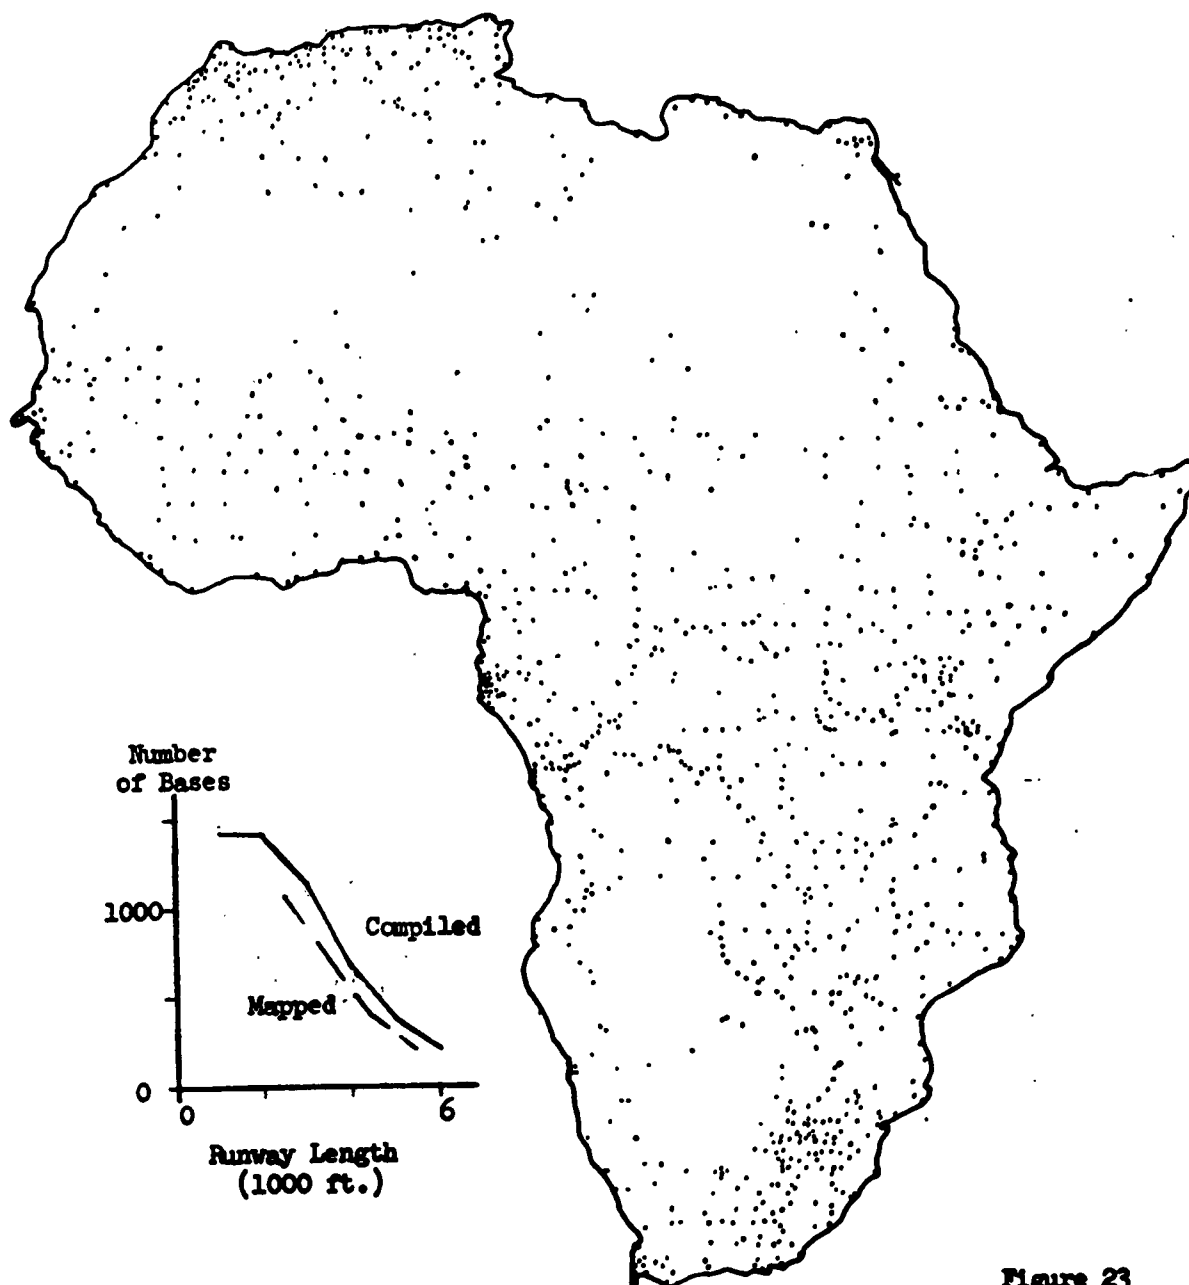 Number
of Bases
1000
Compiled
Mapped
0
0
6
Runway Length
(1000 ft.)
Figure 23